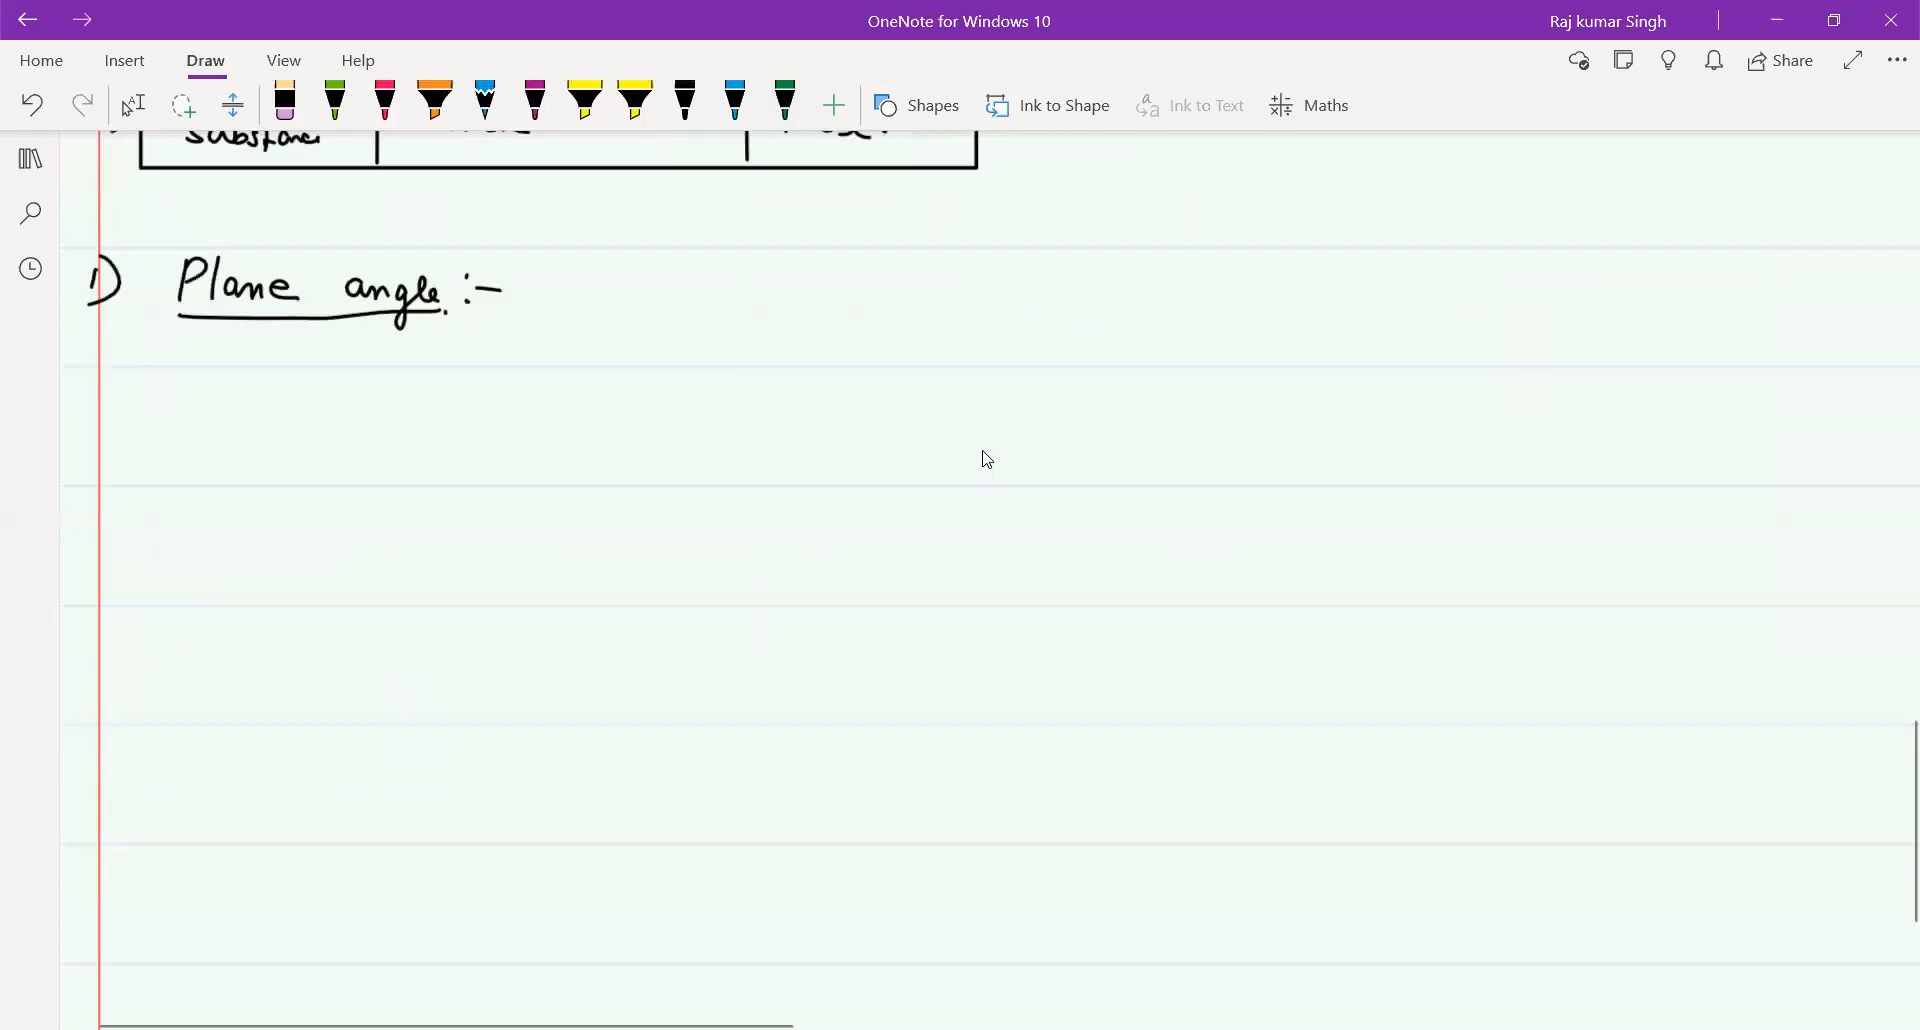 OneNote for Windows 10
Raj kumar Singh
Home Insert Draw View Help
Share
Shapes Ink to Shape Ink to Text Maths
substance
1) Plane angle :-